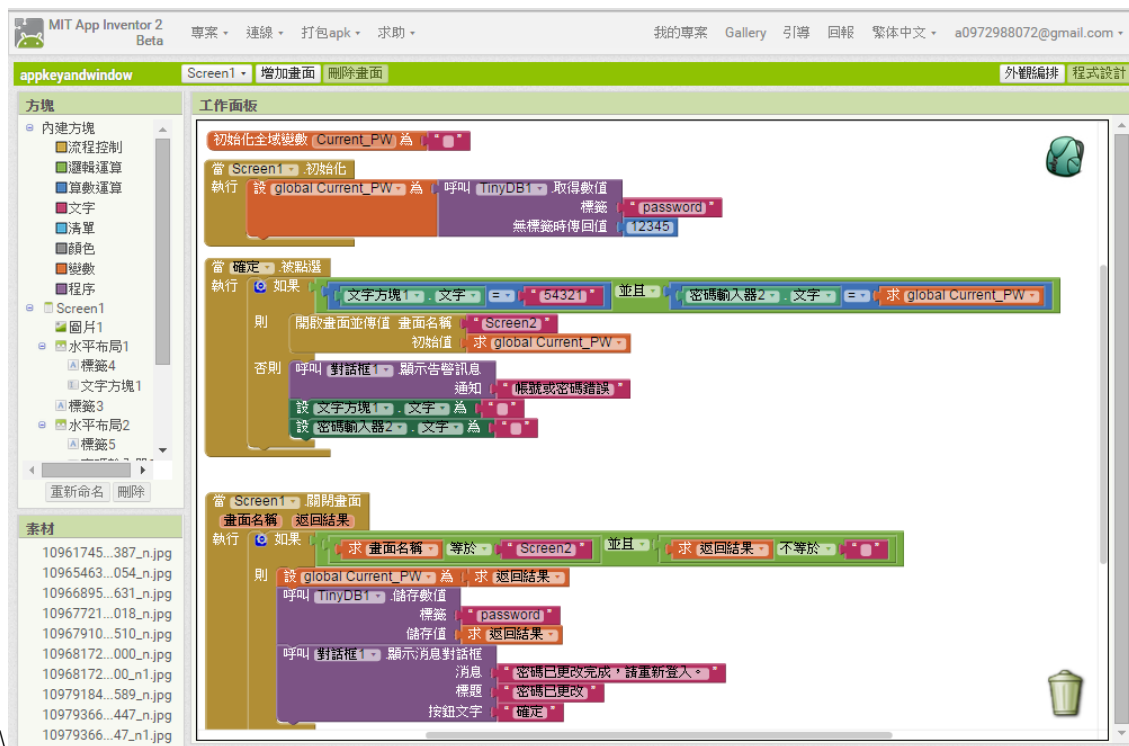 MIT App Inventor 2
Beta
專案 連線 打包apk 求助 我的專案 Gallery 引導 回報 繁体中文 a0972988072@gmail.com
appkeyandwindow Screen1 增加畫面 刪除畫面 外觀編排 程式設計
方塊
內建方塊
流程控制
邏輯運算
算數運算
文字
清單
顏色
變數
程序
Screen1
圖片1
水平布局1
標籤4
文字方塊1
標籤3
水平布局2
標籤5
重新命名 刪除
素材
10961745...387_n.jpg
10965463...054_n.jpg
10966895...631_n.jpg
10967721...018_n.jpg
10967910...510_n.jpg
10968172...000_n.jpg
10968172...00_n1.jpg
10979184...589_n.jpg
10979366...447_n.jpg
10979366...47_n1.jpg
工作面板
初始化全域變數 Current_PW 為 " "
當 Screen1 .初始化
執行 設 global Current_PW 為 呼叫 TinyDB1 .取得數值
標籤 " password "
無標籤時傳回值 12345
當 確定 .被點選
執行 如果 文字方塊1 . 文字 = " 54321 " 並且 密碼輸入器2 . 文字 = 求 global Current_PW
則 開啟畫面並傳值 畫面名稱 " Screen2 "
初始值 求 global Current_PW
否則 呼叫 對話框1 .顯示告警訊息
通知 " 帳號或密碼錯誤 "
設 文字方塊1 . 文字 為 " "
設 密碼輸入器2 . 文字 為 " "
當 Screen1 .關閉畫面
畫面名稱 返回結果
執行 如果 求 畫面名稱 等於 " Screen2 " 並且 求 返回結果 不等於 " "
則 設 global Current_PW 為 求 返回結果
呼叫 TinyDB1 .儲存數值
標籤 " password "
儲存值 求 返回結果
呼叫 對話框1 .顯示消息對話框
消息 " 密碼已更改完成，請重新登入。 "
標題 " 密碼已更改 "
按鈕文字 " 確定 "
\